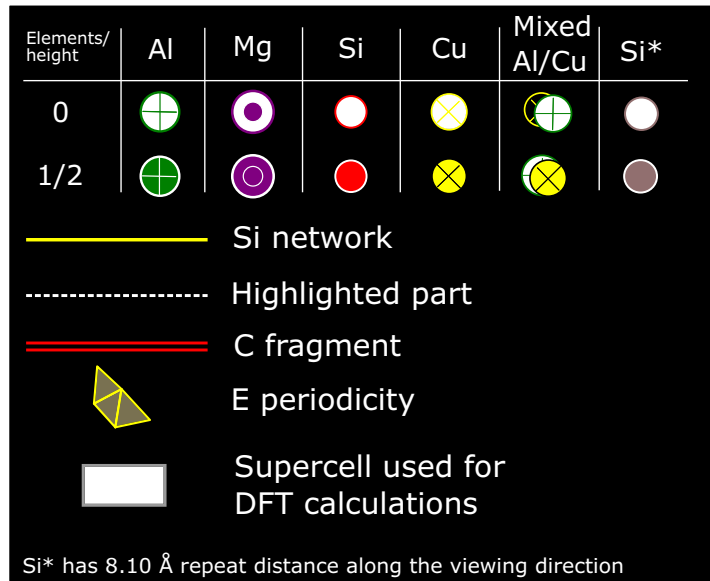 Elements/
height
Al
Mg
Si
Cu
Mixed
Al/Cu
Si*
0
1/2
Si network
Highlighted part
C fragment
E periodicity
Supercell used for
DFT calculations
Si* has 8.10 Å repeat distance along the viewing direction